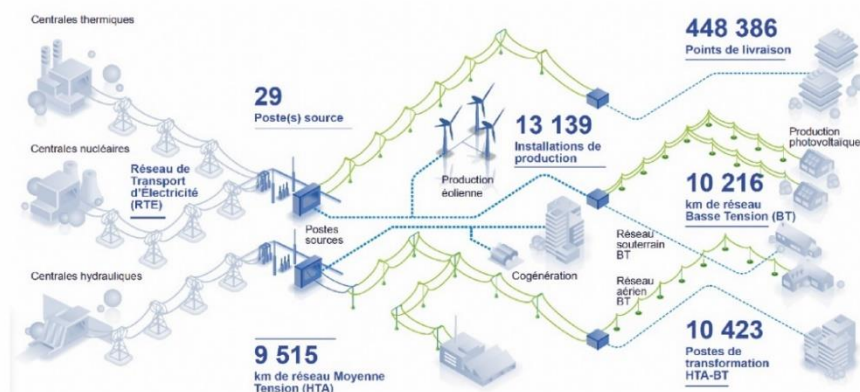 Centrales thermiques
448 386
Points de livraison
29
Poste(s) source
13 139
Installations de
production
Production
photovoltaïque
Centrales nucléaires
Réseau de
Transport
d'Électricité
(RTE)
Production
éolienne
10 216
km de réseau
Basse Tension (BT)
Postes
sources
Réseau
souterrain
BT
Centrales hydrauliques
Cogénération
Réseau
aérien
BT
9 515
km de réseau Moyenne
Tension (HTA)
10 423
Postes de
transformation
HTA-BT